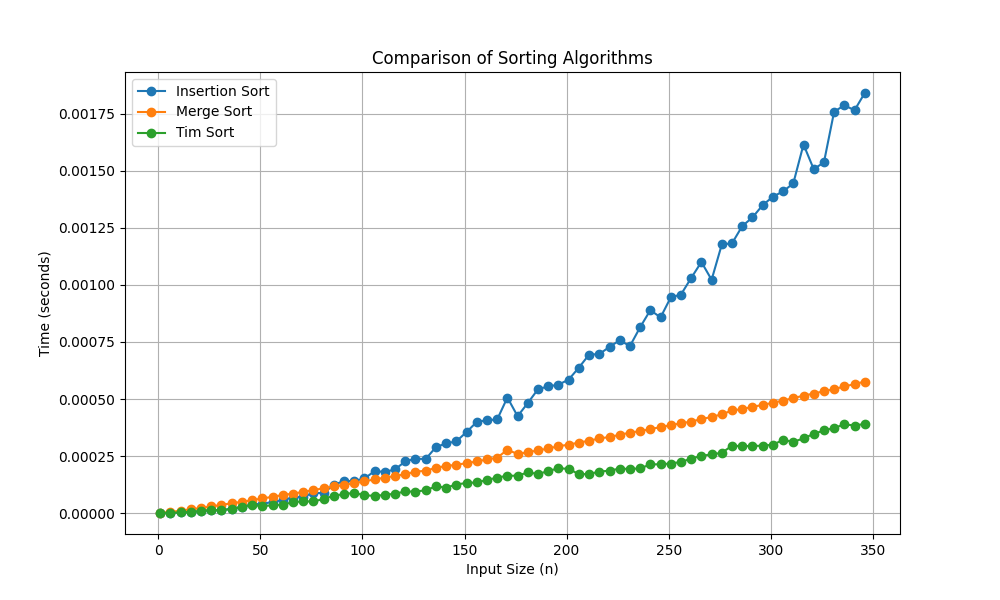 Comparison of Sorting Algorithms
Insertion Sort
Merge Sort
Tim Sort
Time (seconds)
0.00175
0.00150
0.00125
0.00100
0.00075
0.00050
0.00025
0.00000
0 50 100 150 200 250 300 350
Input Size (n)